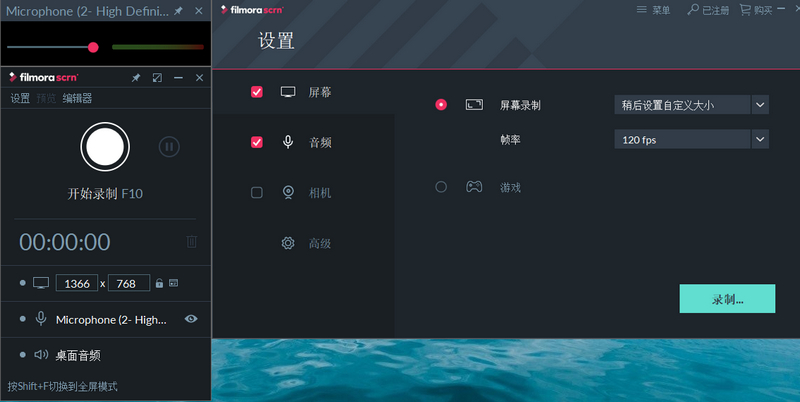 Microphone (2- High Defini...
filmora scrn
设置 预览 编辑器
开始录制 F10
00:00:00
1366 x 768
Microphone (2- High...
桌面音频
按Shift+F切换到全屏模式
filmora scrn
菜单 已注册 购买
设置
屏幕
音频
相机
高级
屏幕录制 稍后设置自定义大小
帧率 120 fps
游戏
录制...